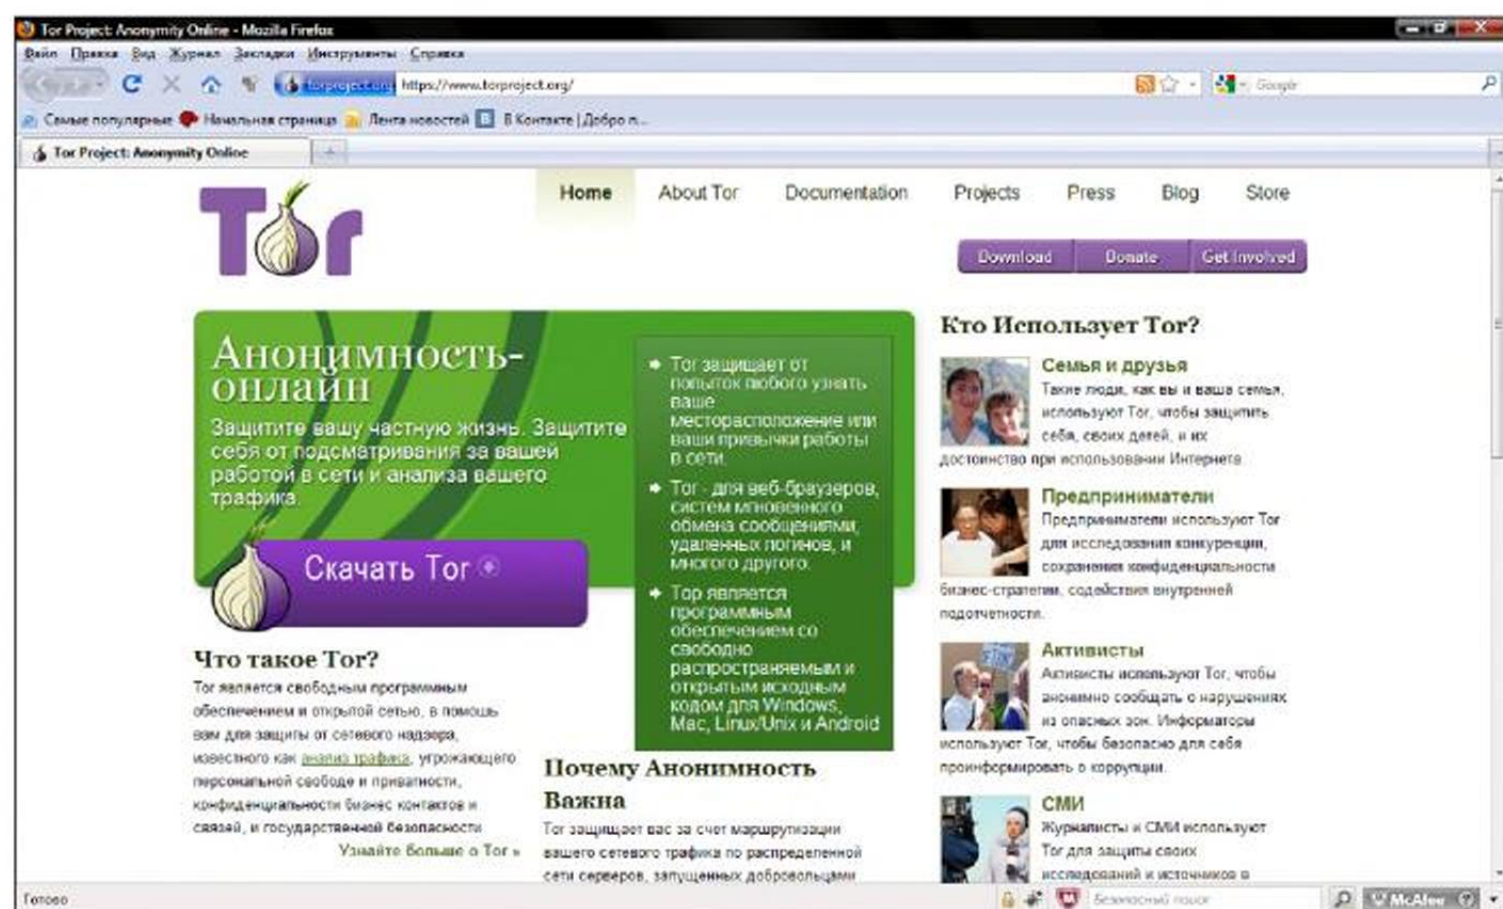 Tor Project: Anonymity Online - Mozilla Firefox
Файл Правка Вид Журнал Закладки Инструменты Справка
torproject.org https://www.torproject.org/
Google
Самые популярные Начальная страница Лента новостей В Контакте | Добро п...
Tor Project: Anonymity Online
Tor
Home About Tor Documentation Projects Press Blog Store
Download Donate Get Involved
Анонимность-
онлайн
Защитите вашу частную жизнь. Защитите
себя от подсматривания за вашей
работой в сети и анализа вашего
трафика.
Скачать Tor
Tor защищает от
попыток любого узнать
ваше
месторасположение или
ваши привычки работы
в сети.
Tor - для веб-браузеров,
систем мгновенного
обмена сообщениями,
удаленных логинов, и
многого другого.
Тор является
программным
обеспечением со
свободно
распространяемым и
открытым исходным
кодом для Windows,
Mac, Linux/Unix и Android
Что такое Tor?
Tor является свободным программным
обеспечением и открытой сетью, в помощь
вам для защиты от сетевого надзора,
известного как анализ трафика, угрожающего
персональной свободе и приватности,
конфиденциальности бизнес контактов и
связей, и государственной безопасности
Узнайте больше о Tor »
Почему Анонимность
Важна
Tor защищает вас за счет маршрутизации
вашего сетевого трафика по распределенной
сети серверов, запущенных добровольцами
Кто Использует Tor?
Семья и друзья
Такие люди, как вы и ваша семья,
используют Tor, чтобы защитить
себя, своих детей, и их
достоинство при использовании Интернета.
Предприниматели
Предприниматели используют Tor
для исследования конкуренции,
сохранения конфиденциальности
бизнес-стратегии, содействия внутренней
подотчетности.
Активисты
Активисты используют Tor, чтобы
анонимно сообщать о нарушениях
из опасных зон. Информаторы
используют Tor, чтобы безопасно для себя
проинформировать о коррупции.
СМИ
Журналисты и СМИ используют
Tor для защиты своих
исследований и источников в
Готово
Безопасный поиск
McAfee